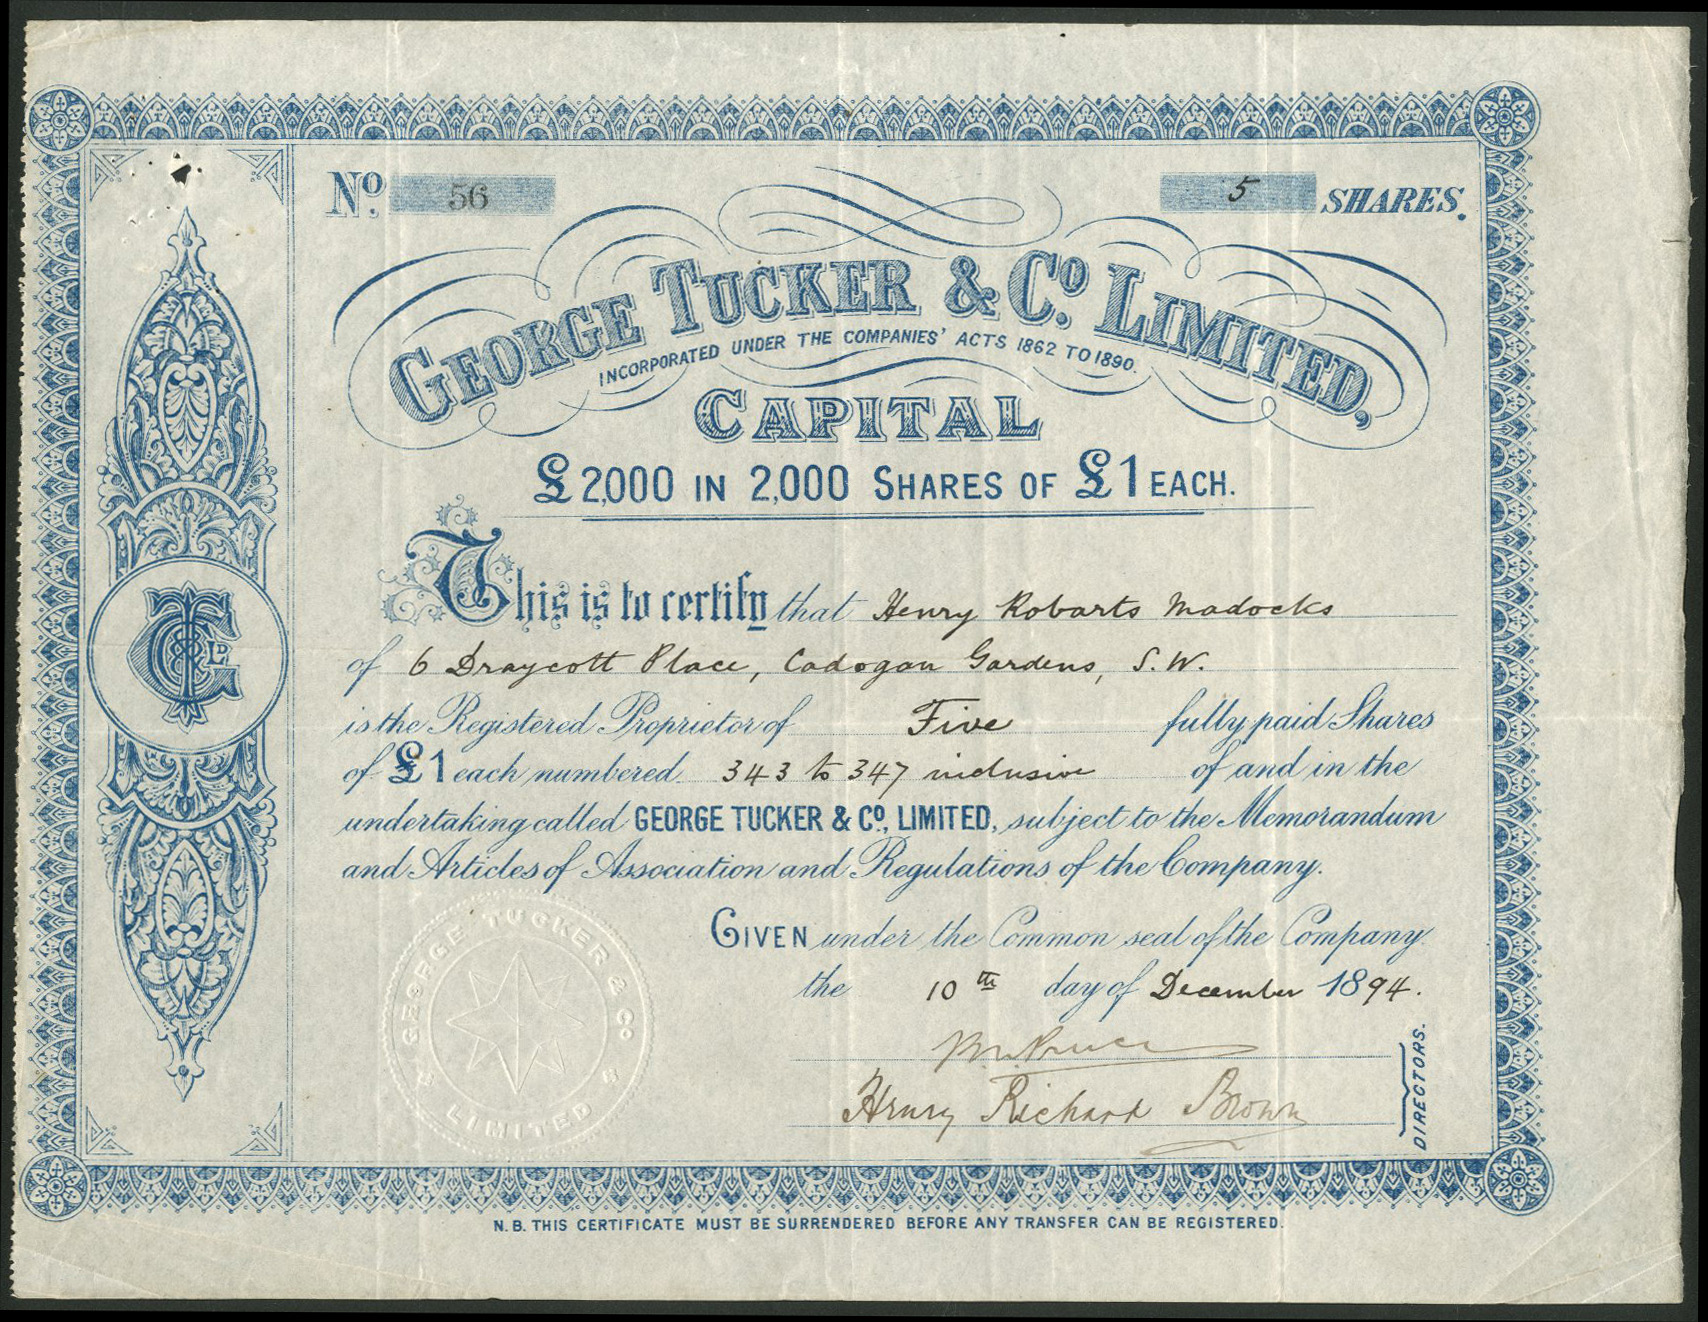 No. 56 5 SHARES.
GEORGE TUCKER & Co. LIMITED,
INCORPORATED UNDER THE COMPANIES' ACTS 1862 TO 1890.
CAPITAL
£2,000 IN 2,000 SHARES OF £1 EACH.
This is to certify that Henry Robarts Madocks
of 6 Draycott Place, Cadogan Gardens, S.W.
is the Registered Proprietor of Five fully paid Shares
of £1 each numbered 343 to 347 inclusive of and in the
undertaking called GEORGE TUCKER & Co., LIMITED, subject to the Memorandum
and Articles of Association and Regulations of the Company.
GIVEN under the Common seal of the Company
the 10th day of December 1894.
Henry Richard Brown
DIRECTORS.
GEORGE TUCKER & CO
LIMITED
GT&Co LD
N.B. THIS CERTIFICATE MUST BE SURRENDERED BEFORE ANY TRANSFER CAN BE REGISTERED.